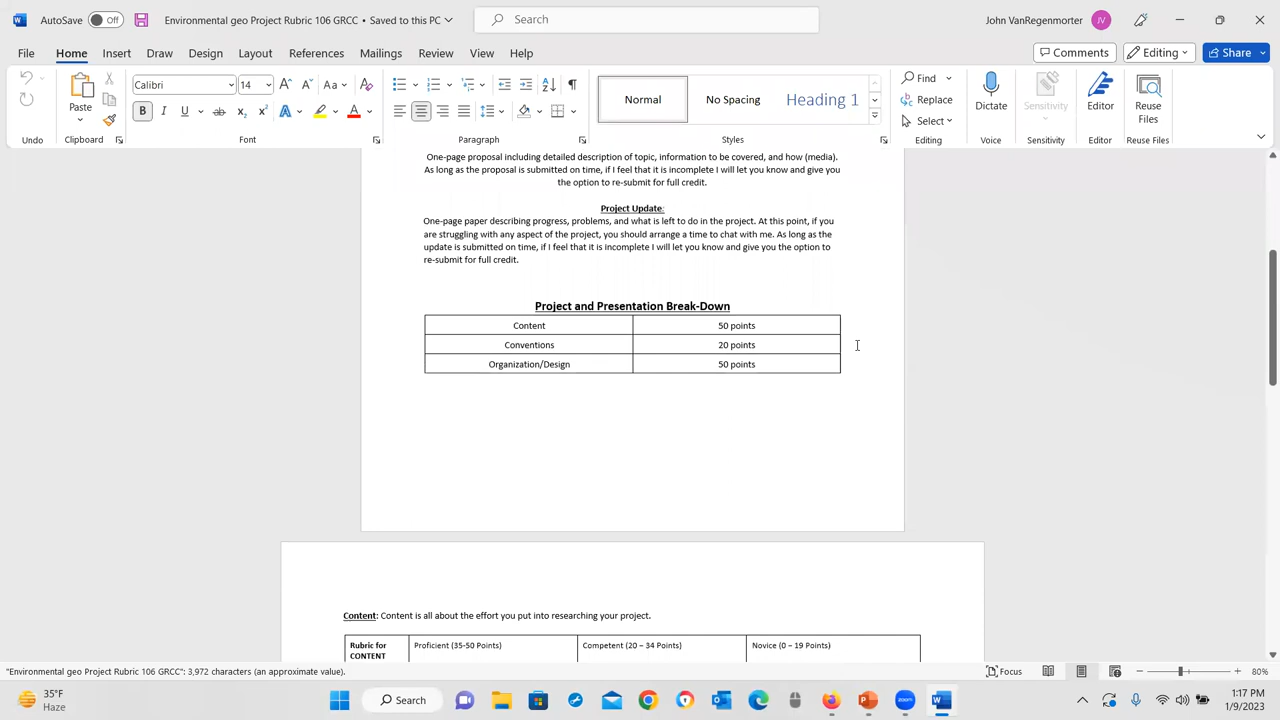 AutoSave Off Environmental geo Project Rubric 106 GRCC • Saved to this PC Search John VanRegenmorter JV
File Home Insert Draw Design Layout References Mailings Review View Help Comments Editing Share
Calibri 14 Aa Normal No Spacing Heading 1 Find
Paste Replace Dictate Sensitivity Editor Reuse Files
B I U ab x₂ x² A A Select
Undo Clipboard Font Paragraph Styles Editing Voice Sensitivity Editor Reuse Files
One-page proposal including detailed description of topic, information to be covered, and how (media).
As long as the proposal is submitted on time, if I feel that it is incomplete I will let you know and give you
the option to re-submit for full credit.
Project Update:
One-page paper describing progress, problems, and what is left to do in the project. At this point, if you
are struggling with any aspect of the project, you should arrange a time to chat with me. As long as the
update is submitted on time, if I feel that it is incomplete I will let you know and give you the option to
re-submit for full credit.
Project and Presentation Break-Down
Content 50 points
Conventions 20 points
Organization/Design 50 points
Content: Content is all about the effort you put into researching your project.
Rubric for Proficient (35-50 Points) Competent (20 – 34 Points) Novice (0 – 19 Points)
CONTENT
"Environmental geo Project Rubric 106 GRCC": 3,972 characters (an approximate value). Focus 80%
35°F Search 1:17 PM
Haze zoom 1/9/2023